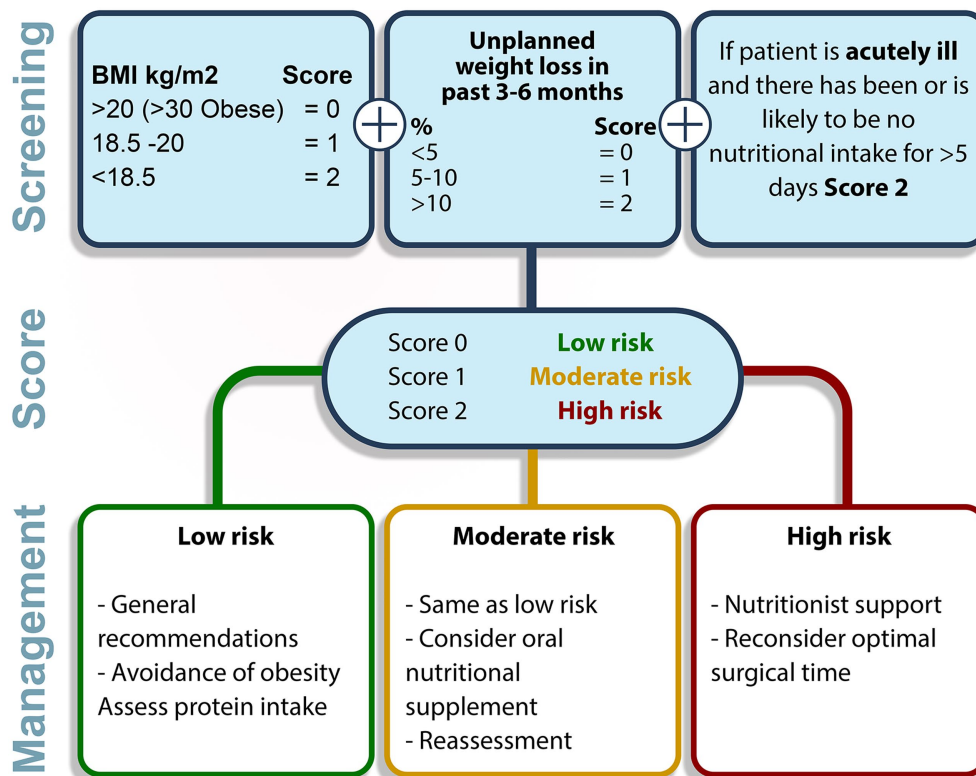 Screening
BMI kg/m2 Score
>20 (>30 Obese) = 0
18.5 -20 = 1
<18.5 = 2
Unplanned
weight loss in
past 3-6 months
% Score
<5 = 0
5-10 = 1
>10 = 2
If patient is acutely ill
and there has been or is
likely to be no
nutritional intake for >5
days Score 2
Score
Score 0 Low risk
Score 1 Moderate risk
Score 2 High risk
Management
Low risk
- General
recommendations
- Avoidance of obesity
Assess protein intake
Moderate risk
- Same as low risk
- Consider oral
nutritional
supplement
- Reassessment
High risk
- Nutritionist support
- Reconsider optimal
surgical time